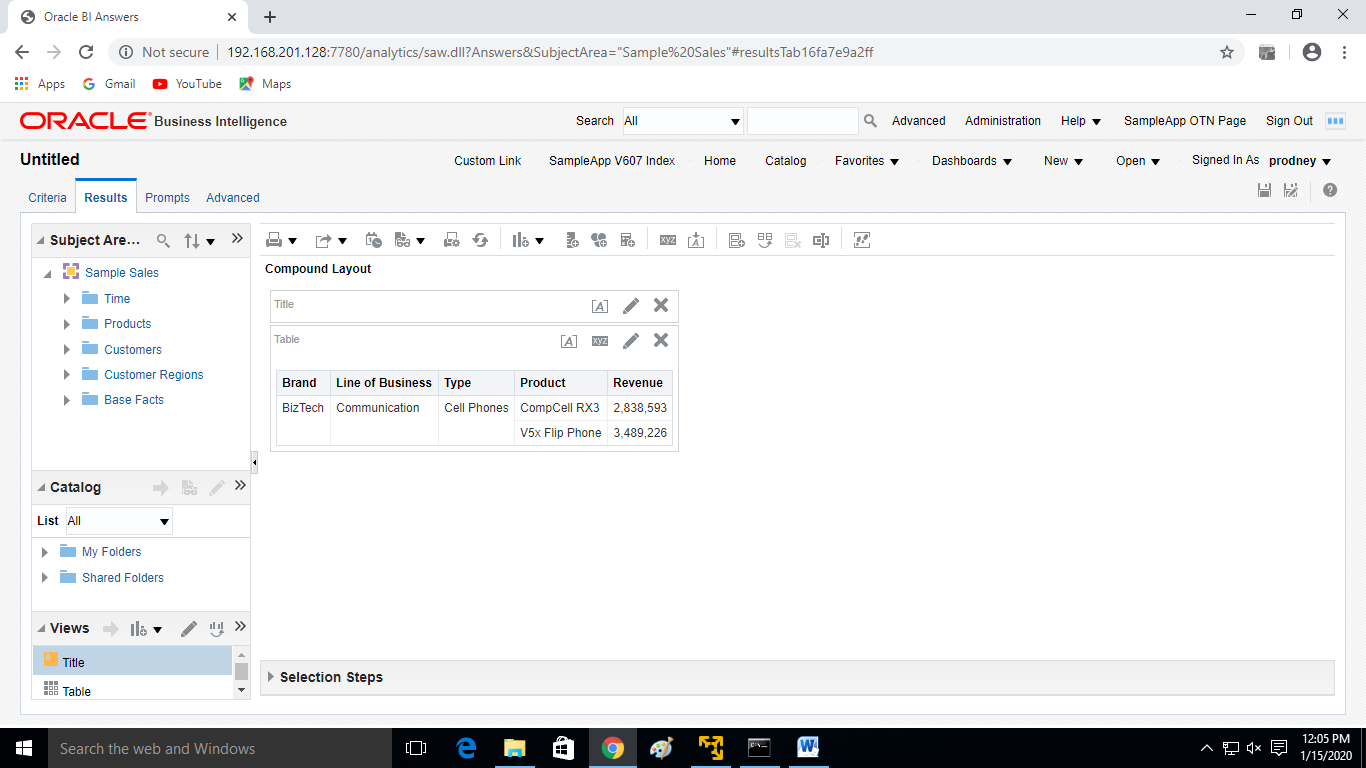 Oracle BI Answers
Not secure 192.168.201.128:7780/analytics/saw.dll?Answers&SubjectArea="Sample%20Sales"#resultsTab16fa7e9a2ff
Apps Gmail YouTube Maps
ORACLE Business Intelligence Search All Advanced Administration Help SampleApp OTN Page Sign Out
Untitled Custom Link SampleApp V607 Index Home Catalog Favorites Dashboards New Open Signed In As prodney
Criteria Results Prompts Advanced
Subject Are...
Sample Sales
Time
Products
Customers
Customer Regions
Base Facts
Catalog
List All
My Folders
Shared Folders
Views
Title
Table
xyz
Compound Layout
Title
Table
xyz
Brand Line of Business Type Product Revenue
BizTech Communication Cell Phones CompCell RX3 2,838,593
V5x Flip Phone 3,489,226
Selection Steps
Search the web and Windows
12:05 PM
1/15/2020